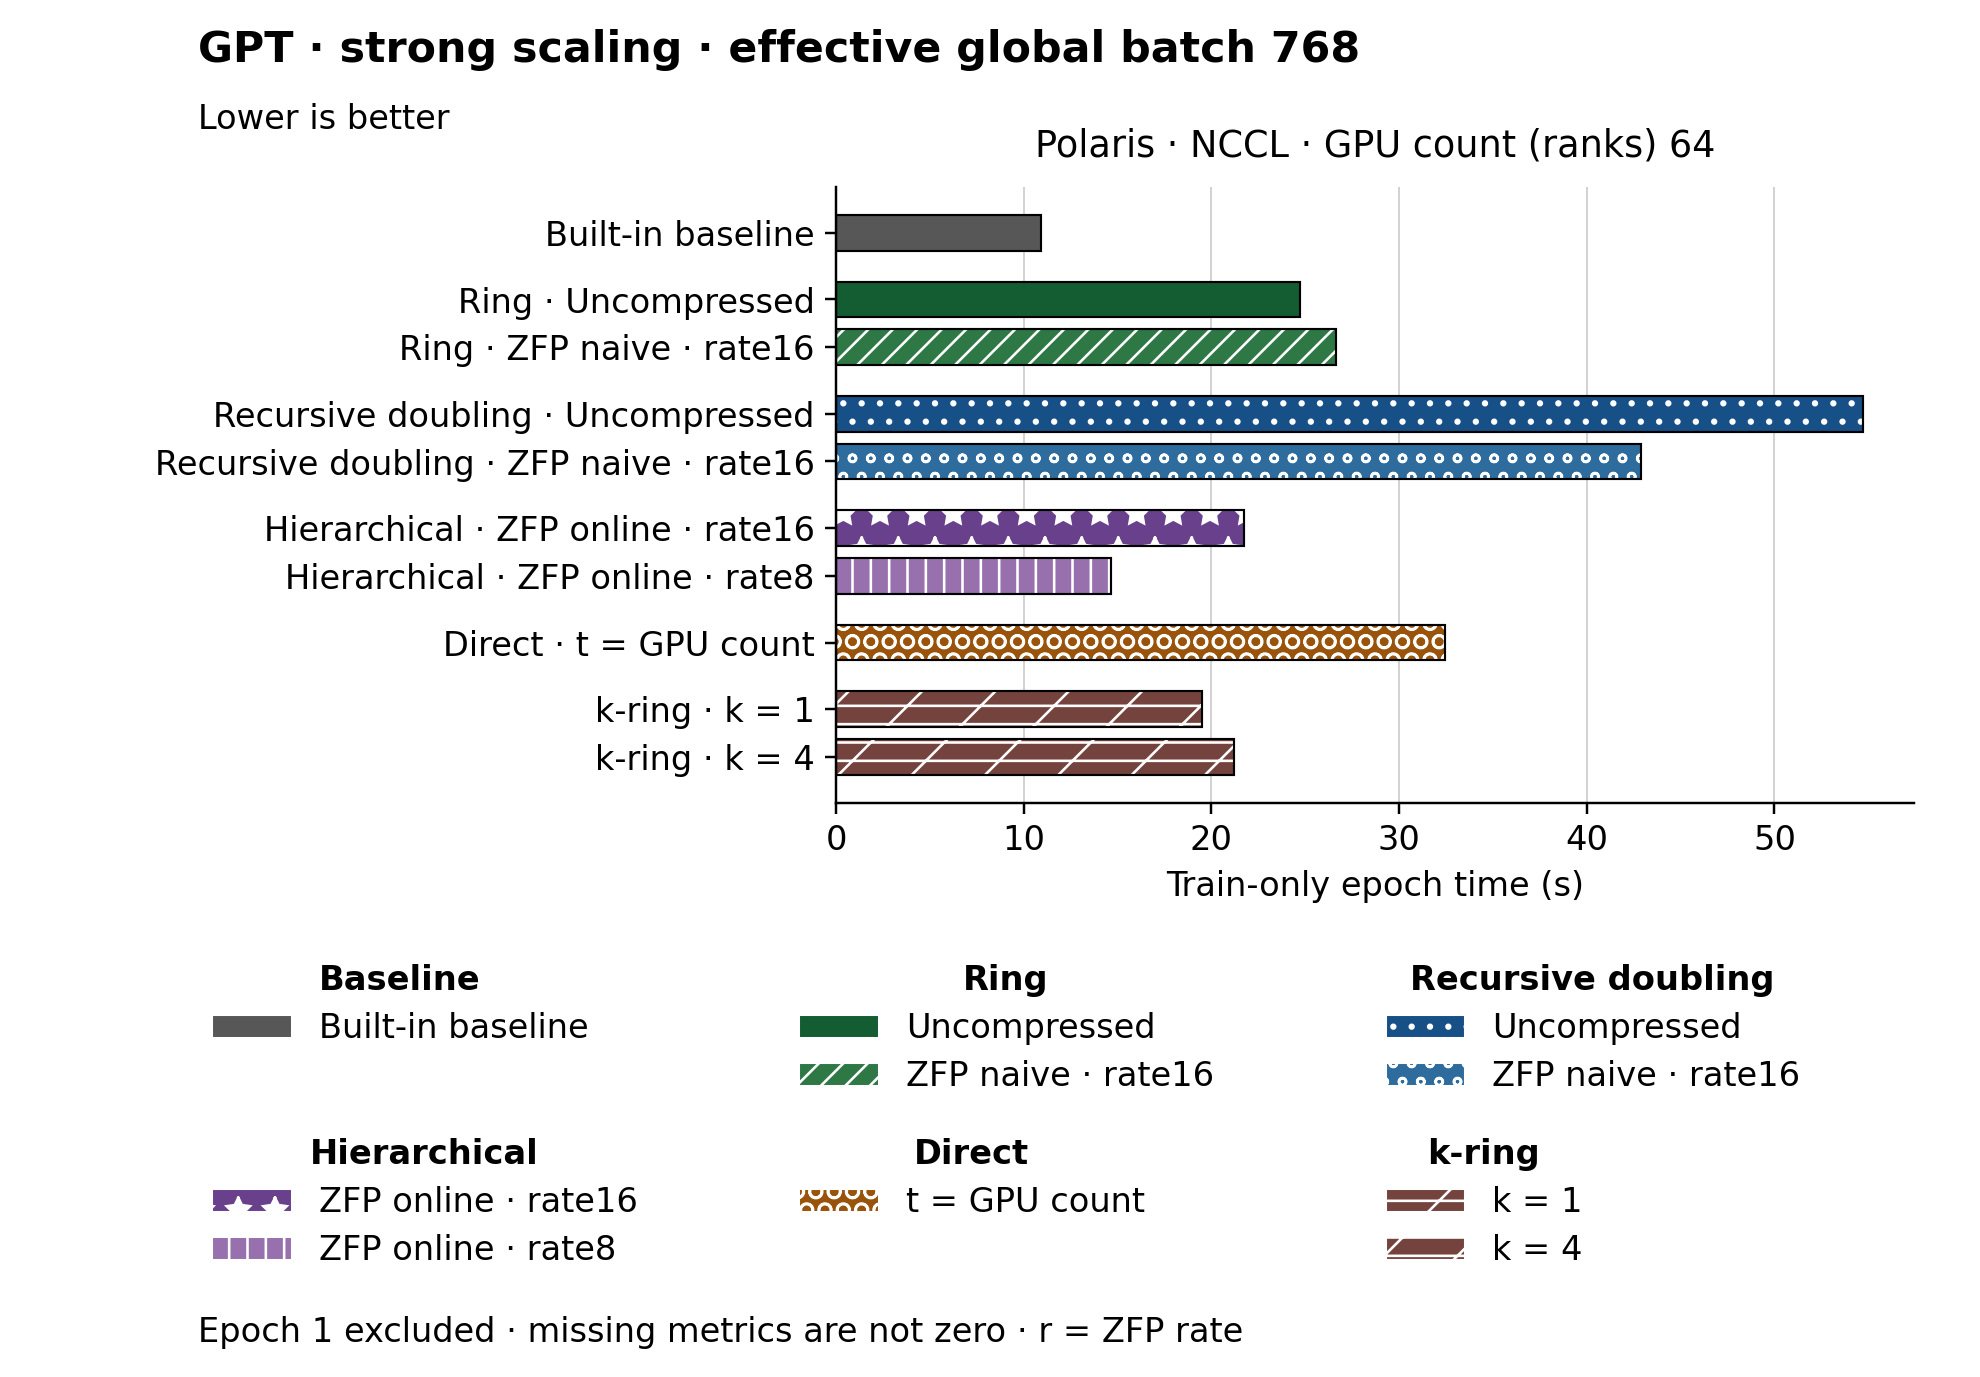 GPT · strong scaling · effective global batch 768
Lower is better
Polaris · NCCL · GPU count (ranks) 64
Built-in baseline
Ring · Uncompressed
Ring · ZFP naive · rate16
Recursive doubling · Uncompressed
Recursive doubling · ZFP naive · rate16
Hierarchical · ZFP online · rate16
Hierarchical · ZFP online · rate8
Direct · t = GPU count
k-ring · k = 1
k-ring · k = 4
0 10 20 30 40 50
Train-only epoch time (s)
Baseline
Built-in baseline
Ring
Uncompressed
ZFP naive · rate16
Recursive doubling
Uncompressed
ZFP naive · rate16
Hierarchical
ZFP online · rate16
ZFP online · rate8
Direct
t = GPU count
k-ring
k = 1
k = 4
Epoch 1 excluded · missing metrics are not zero · r = ZFP rate